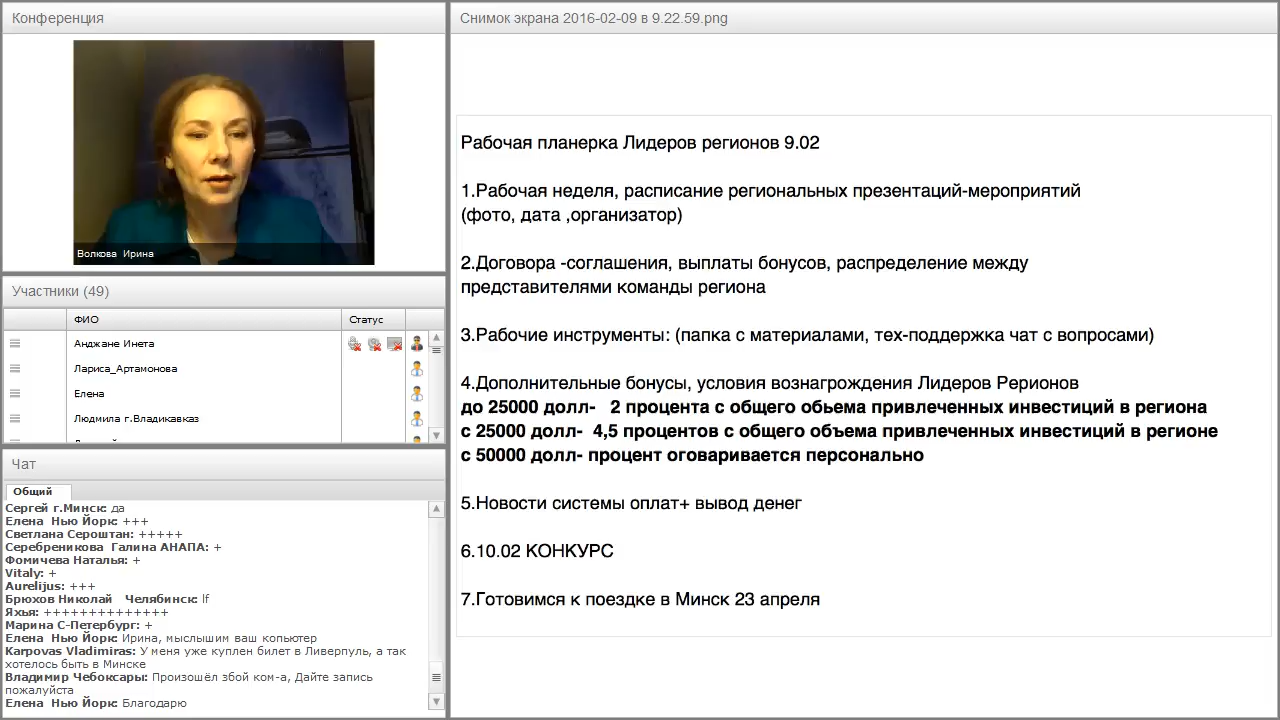 Конференция
Волкова Ирина
Участники (49)
ФИО
Статус
Анджане Инета
Лариса_Артамонова
Елена
Людмила г.Владикавказ
Чат
Общий
Сергей г.Минск: да
Елена Нью Йорк: +++
Светлана Сероштан: +++++
Серебреникова Галина АНАПА: +
Фомичева Наталья: +
Vitaly: +
Aurelijus: +++
Брюхов Николай Челябинск: lf
Яхья: ++++++++++++++
Марина С-Петербург: +
Елена Нью Йорк: Ирина, мыслышим ваш копьютер
Karpovas Vladimiras: У меня уже куплен билет в Ливерпуль, а так
хотелось быть в Минске
Владимир Чебоксары: Произошёл збой ком-а, Дайте запись
пожалуйста
Елена Нью Йорк: Благодарю
Снимок экрана 2016-02-09 в 9.22.59.png
Рабочая планерка Лидеров регионов 9.02
1.Рабочая неделя, расписание региональных презентаций-мероприятий
(фото, дата ,организатор)
2.Договора -соглашения, выплаты бонусов, распределение между
представителями команды региона
3.Рабочие инструменты: (папка с материалами, тех-поддержка чат с вопросами)
4.Дополнительные бонусы, условия вознагрождения Лидеров Рерионов
до 25000 долл- 2 процента с общего обьема привлеченных инвестиций в региона
с 25000 долл- 4,5 процентов с общего объема привлеченных инвестиций в регионе
с 50000 долл- процент оговаривается персонально
5.Новости системы оплат+ вывод денег
6.10.02 КОНКУРС
7.Готовимся к поездке в Минск 23 апреля